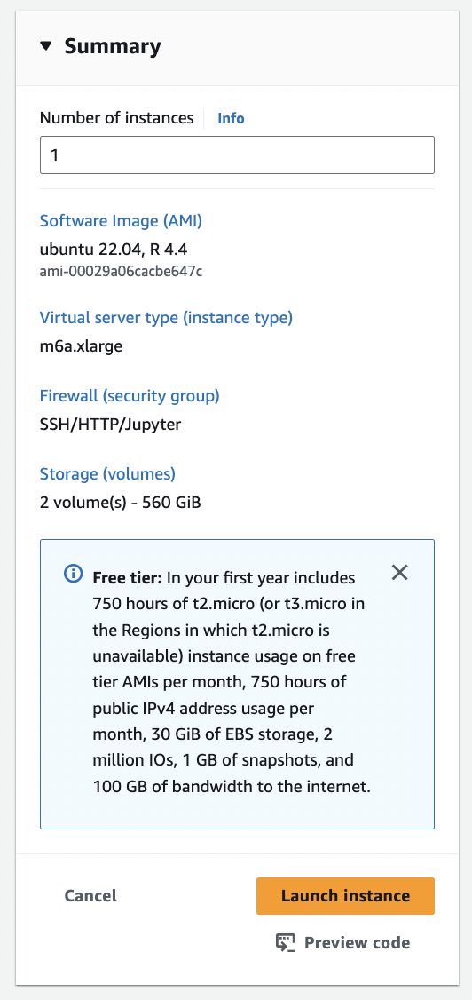 Summary
Number of instances Info
1
Software Image (AMI)
ubuntu 22.04, R 4.4
ami-00029a06cacbe647c
Virtual server type (instance type)
m6a.xlarge
Firewall (security group)
SSH/HTTP/Jupyter
Storage (volumes)
2 volume(s) - 560 GiB
Free tier: In your first year includes
750 hours of t2.micro (or t3.micro in
the Regions in which t2.micro is
unavailable) instance usage on free
tier AMIs per month, 750 hours of
public IPv4 address usage per
month, 30 GiB of EBS storage, 2
million IOs, 1 GB of snapshots, and
100 GB of bandwidth to the internet.
Cancel
Launch instance
Preview code